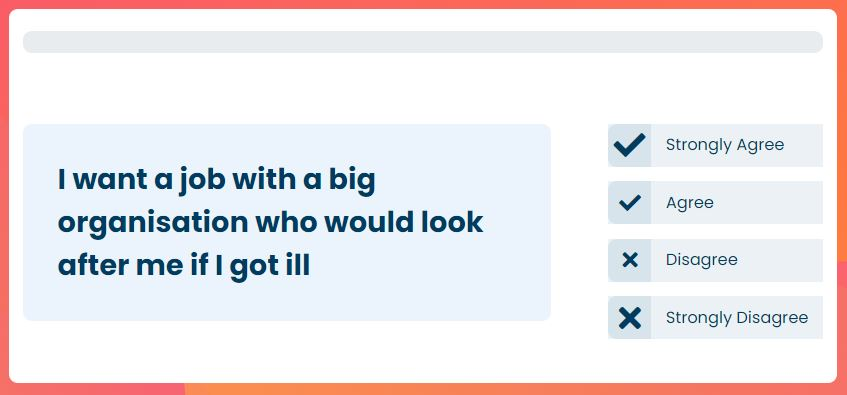 I want a job with a big
organisation who would look
after me if I got ill
Strongly Agree
Agree
Disagree
Strongly Disagree